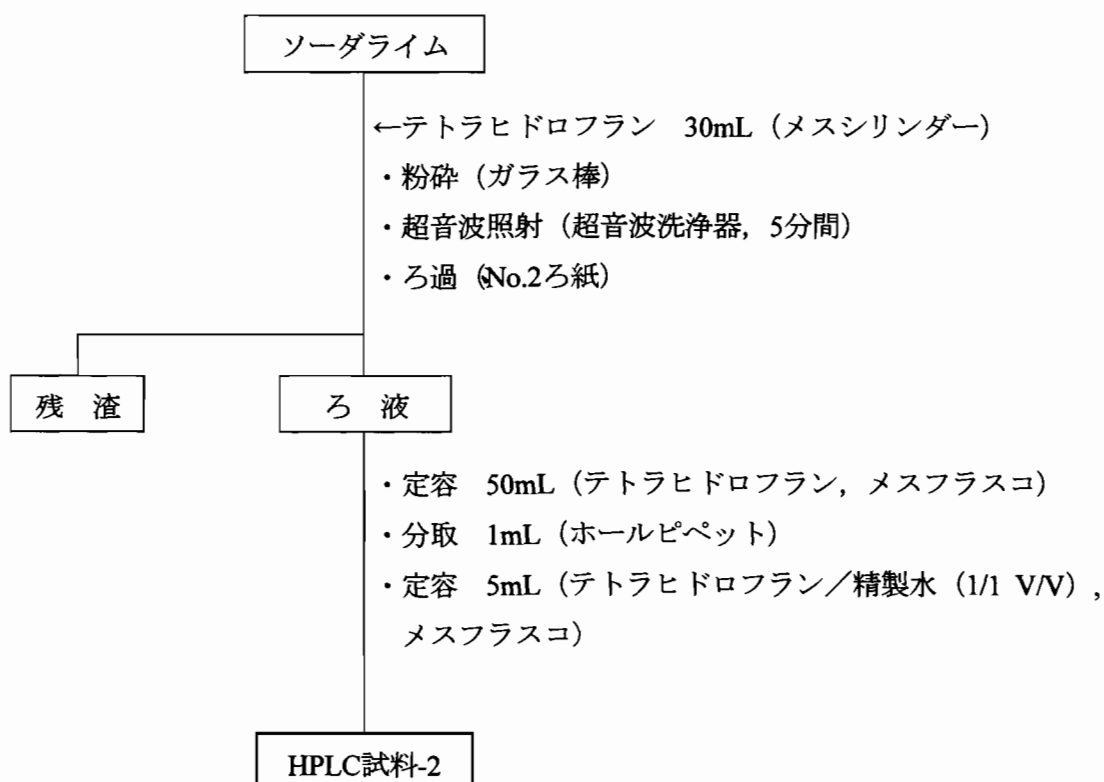 ソーダライム
←テトラヒドロフラン　30mL（メスシリンダー）
・粉砕（ガラス棒）
・超音波照射（超音波洗浄器，5分間）
・ろ過（No.2ろ紙）
残　渣
ろ　液
・定容　50mL（テトラヒドロフラン，メスフラスコ）
・分取　1mL（ホールピペット）
・定容　5mL（テトラヒドロフラン／精製水（1/1 V/V），
メスフラスコ）
HPLC試料-2